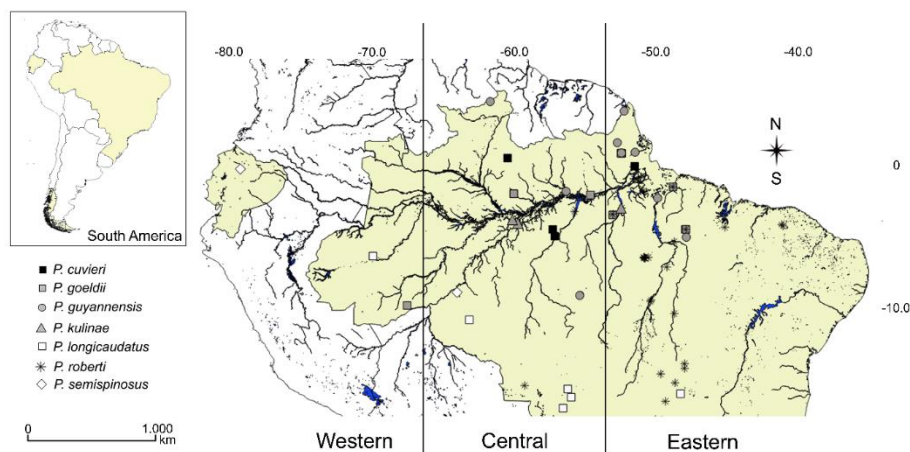 -80.0
-70.0
-60.0
-50.0
-40.0
N
0
S
South America
P. cuvieri
P. goeldii
P. guyannensis
P. kulinae
P. longicaudatus
P. roberti
P. semispinosus
-10.0
0
1.000
km
Western
Central
Eastern